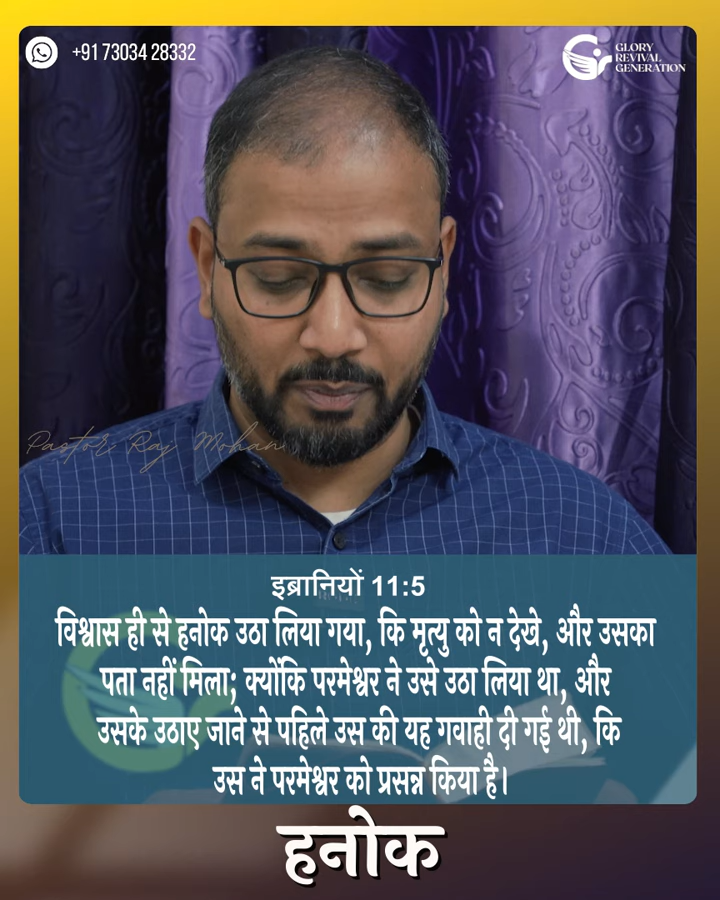 +91 73034 28332
GLORY
REVIVAL
GENERATION
Pastor Raj Mohan
इब्रानियों 11:5
विश्वास ही से हनोक उठा लिया गया, कि मृत्यु को न देखे, और उसका
पता नहीं मिला; क्योंकि परमेश्वर ने उसे उठा लिया था, और
उसके उठाए जाने से पहिले उस की यह गवाही दी गई थी, कि
उस ने परमेश्वर को प्रसन्न किया है।
हनोक